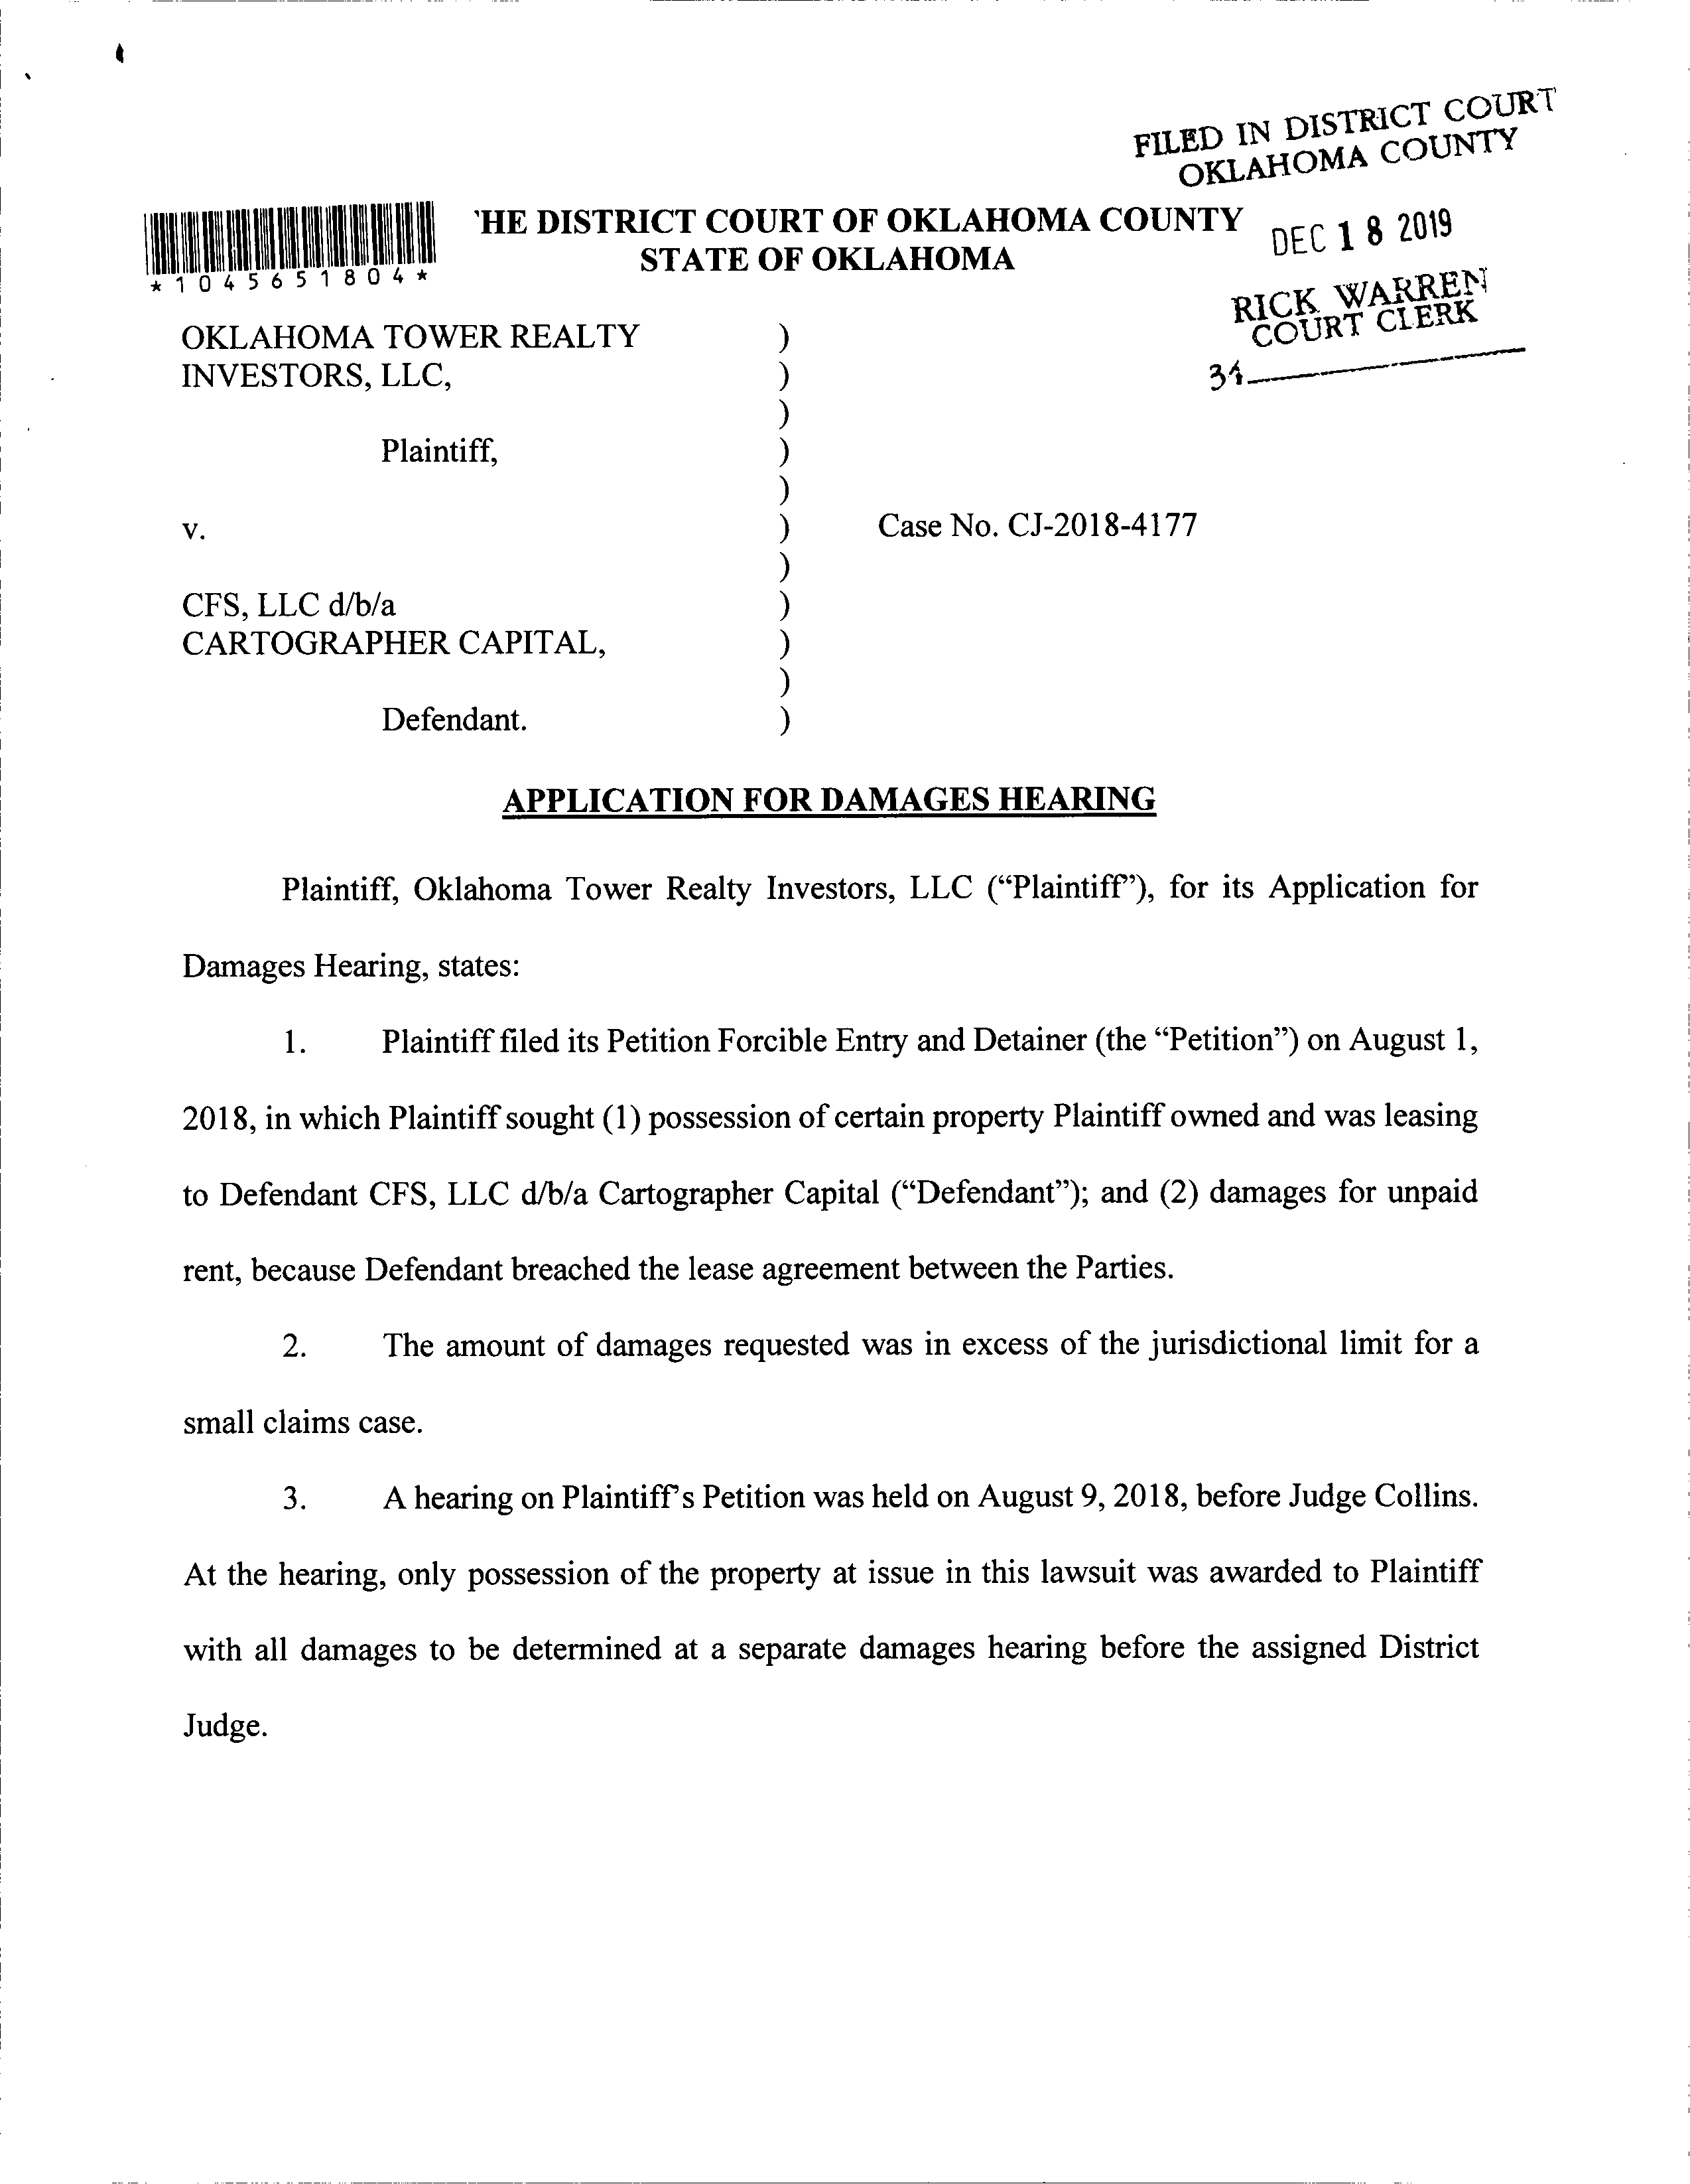 FILED IN DISTRICT COURT
OKLAHOMA COUNTY
'HE DISTRICT COURT OF OKLAHOMA COUNTY
STATE OF OKLAHOMA
DEC 18 2019
*1045651804*
RICK WARREN
COURT CLERK
34
OKLAHOMA TOWER REALTY )
INVESTORS, LLC, )
)
Plaintiff, )
)
v. ) Case No. CJ-2018-4177
)
CFS, LLC d/b/a )
CARTOGRAPHER CAPITAL, )
)
Defendant. )
APPLICATION FOR DAMAGES HEARING
Plaintiff, Oklahoma Tower Realty Investors, LLC (“Plaintiff”), for its Application for
Damages Hearing, states:
1. Plaintiff filed its Petition Forcible Entry and Detainer (the “Petition”) on August 1,
2018, in which Plaintiff sought (1) possession of certain property Plaintiff owned and was leasing
to Defendant CFS, LLC d/b/a Cartographer Capital (“Defendant”); and (2) damages for unpaid
rent, because Defendant breached the lease agreement between the Parties.
2. The amount of damages requested was in excess of the jurisdictional limit for a
small claims case.
3. A hearing on Plaintiff’s Petition was held on August 9, 2018, before Judge Collins.
At the hearing, only possession of the property at issue in this lawsuit was awarded to Plaintiff
with all damages to be determined at a separate damages hearing before the assigned District
Judge.